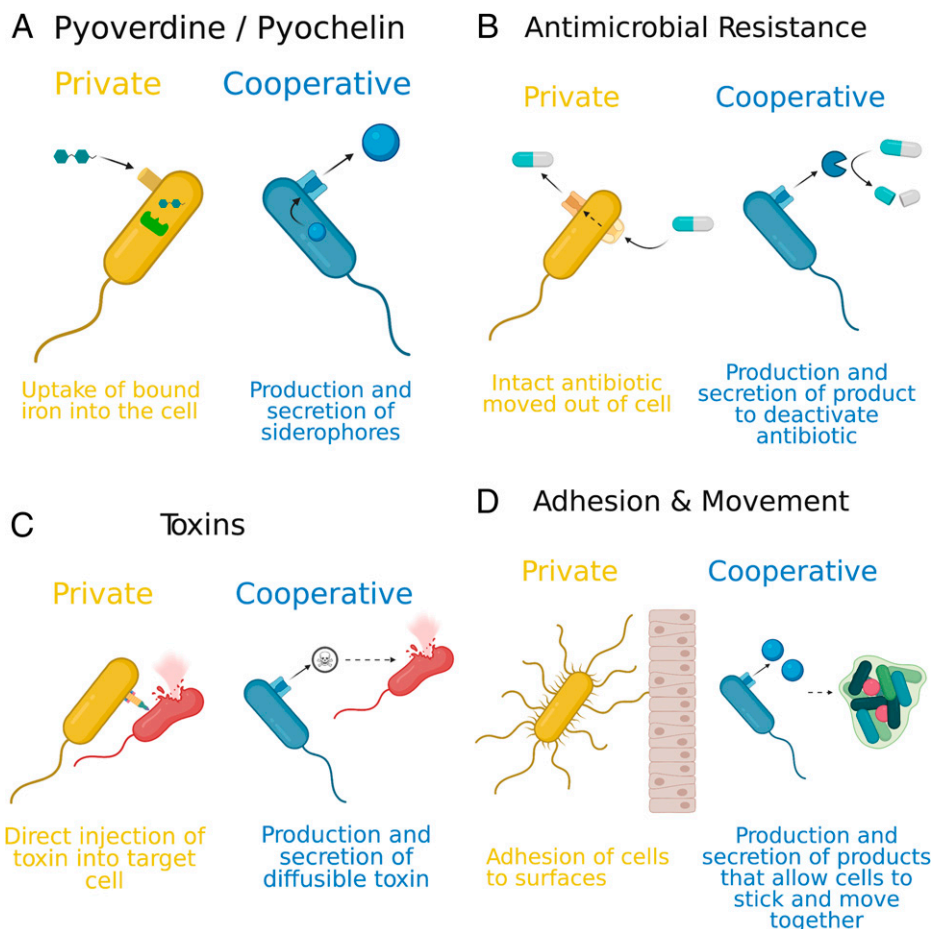 A Pyoverdine / Pyochelin
Private
Cooperative
Uptake of bound
iron into the cell
Production and
secretion of
siderophores
B Antimicrobial Resistance
Private
Cooperative
Intact antibiotic
moved out of cell
Production and
secretion of product
to deactivate
antibiotic
C Toxins
Private
Cooperative
Direct injection of
toxin into target
cell
Production and
secretion of
diffusible toxin
D Adhesion & Movement
Private
Cooperative
Adhesion of cells
to surfaces
Production and
secretion of products
that allow cells to
stick and move
together